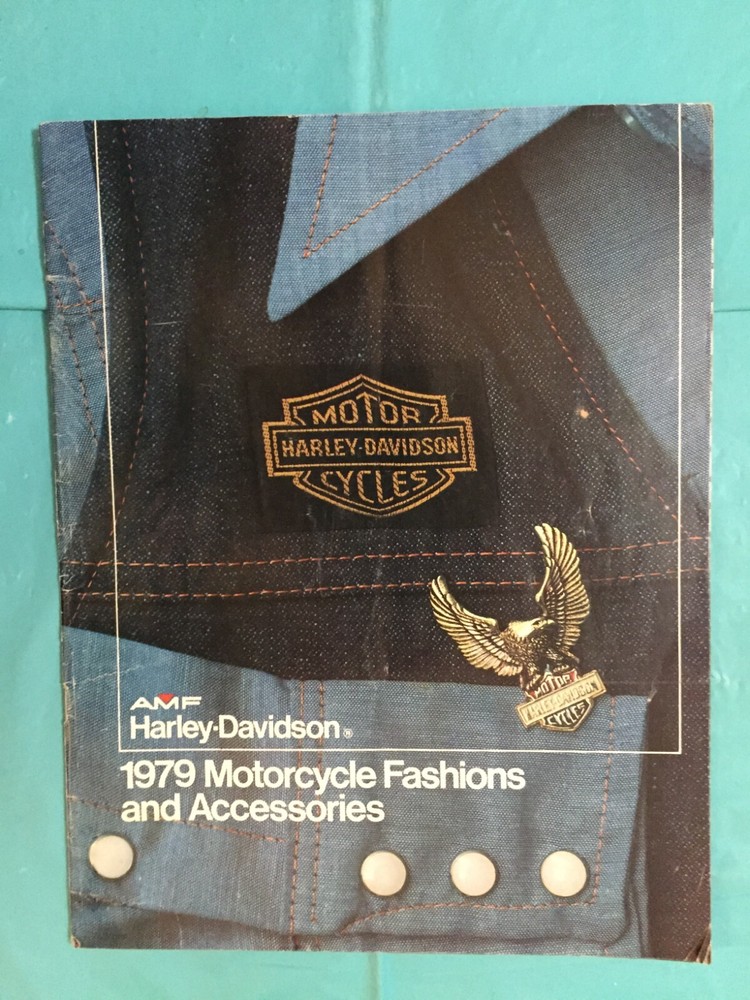 MOTOR
HARLEY-DAVIDSON
CYCLES
MOTOR
HARLEY-DAVIDSON
CYCLES
AMF
Harley-Davidson®
1979 Motorcycle Fashions
and Accessories